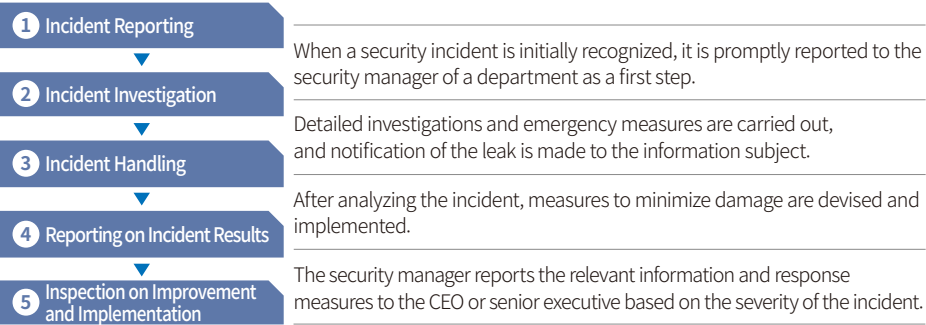 1 Incident Reporting
When a security incident is initially recognized, it is promptly reported to the
security manager of a department as a first step.
2 Incident Investigation
Detailed investigations and emergency measures are carried out,
and notification of the leak is made to the information subject.
3 Incident Handling
After analyzing the incident, measures to minimize damage are devised and
implemented.
4 Reporting on Incident Results
The security manager reports the relevant information and response
measures to the CEO or senior executive based on the severity of the incident.
5 Inspection on Improvement
and Implementation